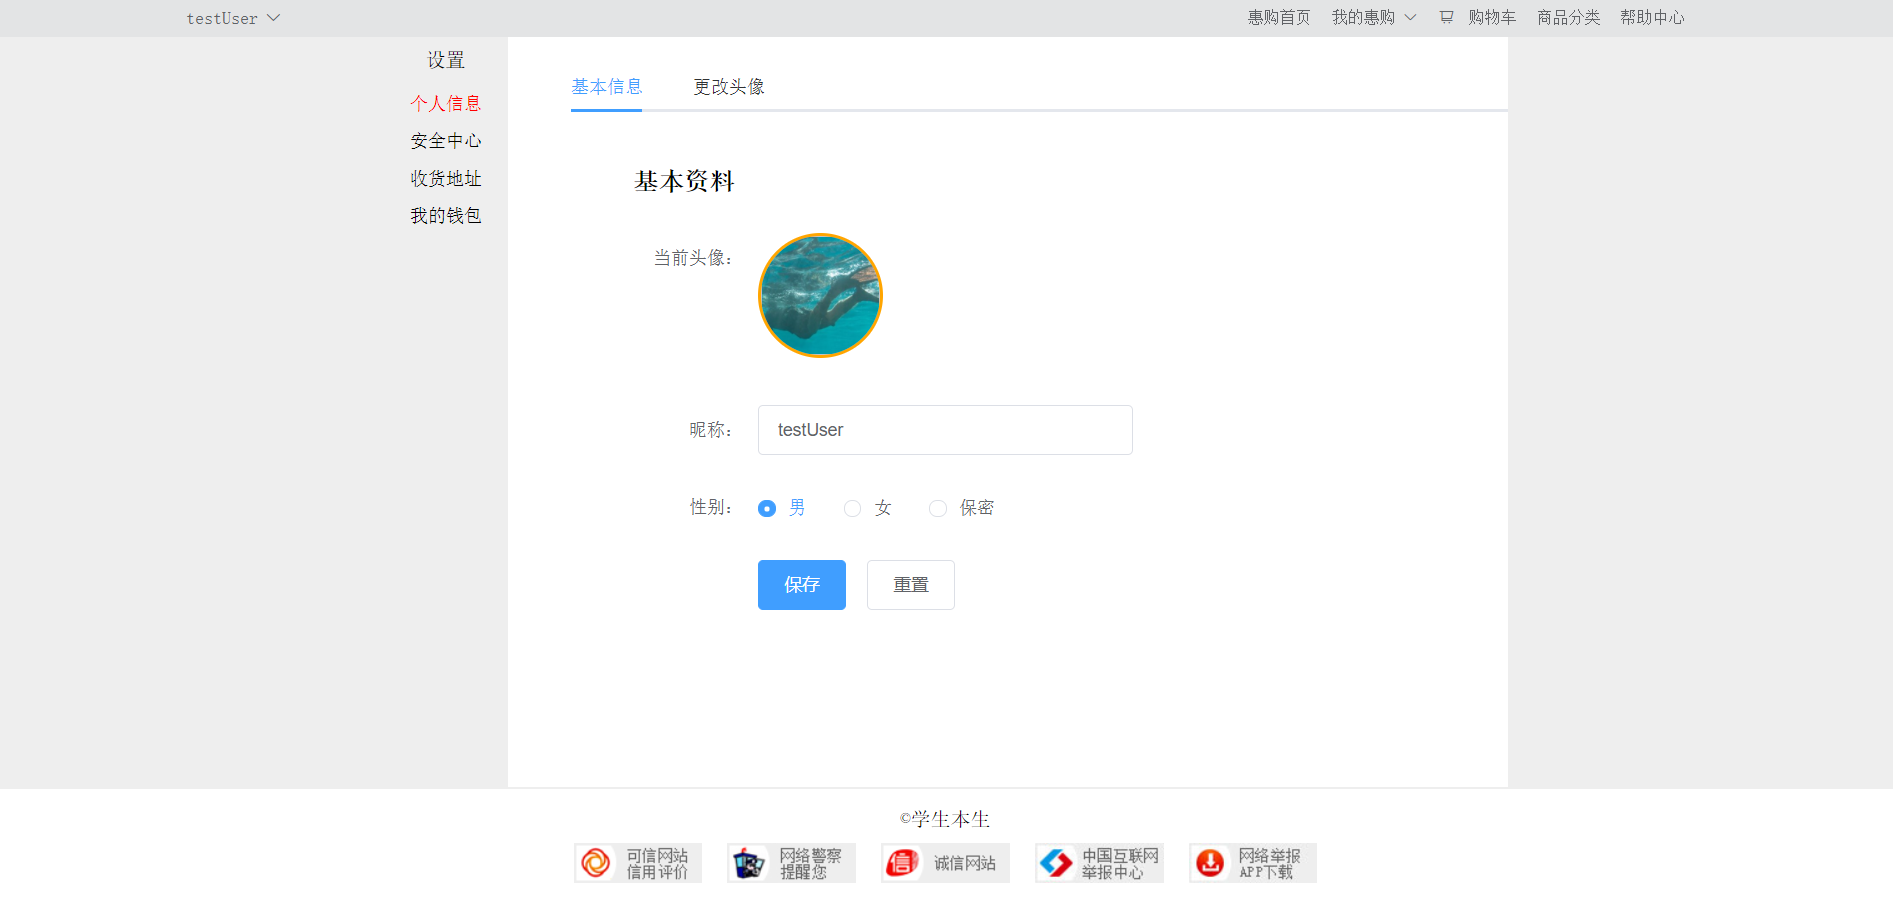 testUser
惠购首页 我的惠购 购物车 商品分类 帮助中心
设置
个人信息
安全中心
收货地址
我的钱包
基本信息 更改头像
基本资料
当前头像：
昵称： testUser
性别： 男 女 保密
保存 重置
©学生本生
可信网站
信用评价
网络警察
提醒您
信
诚信网站
中国互联网
举报中心
网络举报
APP下载